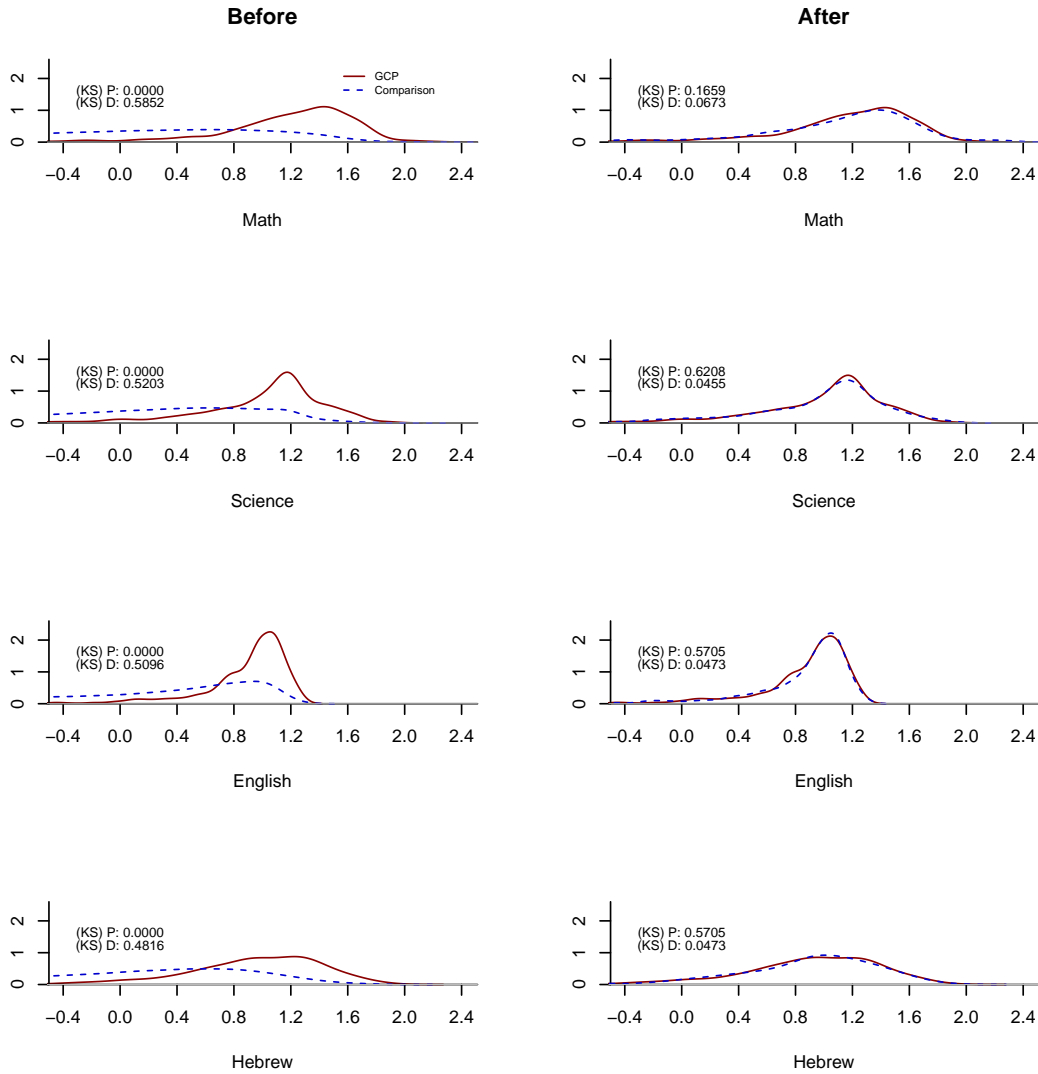 Before
After
(KS) P: 0.0000
(KS) D: 0.5852
GCP
Comparison
0 1 2
−0.4 0.0 0.4 0.8 1.2 1.6 2.0 2.4
Math
(KS) P: 0.1659
(KS) D: 0.0673
0 1 2
−0.4 0.0 0.4 0.8 1.2 1.6 2.0 2.4
Math
(KS) P: 0.0000
(KS) D: 0.5203
0 1 2
−0.4 0.0 0.4 0.8 1.2 1.6 2.0 2.4
Science
(KS) P: 0.6208
(KS) D: 0.0455
0 1 2
−0.4 0.0 0.4 0.8 1.2 1.6 2.0 2.4
Science
(KS) P: 0.0000
(KS) D: 0.5096
0 1 2
−0.4 0.0 0.4 0.8 1.2 1.6 2.0 2.4
English
(KS) P: 0.5705
(KS) D: 0.0473
0 1 2
−0.4 0.0 0.4 0.8 1.2 1.6 2.0 2.4
English
(KS) P: 0.0000
(KS) D: 0.4816
0 1 2
−0.4 0.0 0.4 0.8 1.2 1.6 2.0 2.4
Hebrew
(KS) P: 0.5705
(KS) D: 0.0473
0 1 2
−0.4 0.0 0.4 0.8 1.2 1.6 2.0 2.4
Hebrew